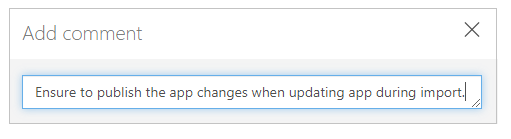 Add comment
Ensure to publish the app changes when updating app during import.